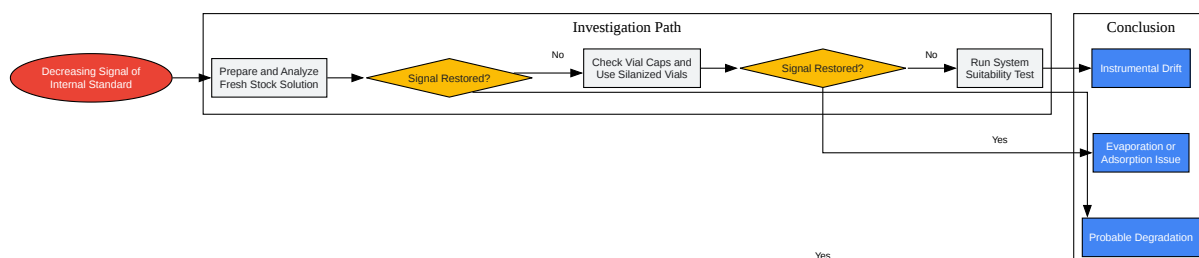 Investigation Path
Conclusion
Decreasing Signal of
Internal Standard
Prepare and Analyze
Fresh Stock Solution
Signal Restored?
No
Check Vial Caps and
Use Silanized Vials
Signal Restored?
No
Run System
Suitability Test
Instrumental Drift
Yes
Evaporation or
Adsorption Issue
Probable Degradation
Yes